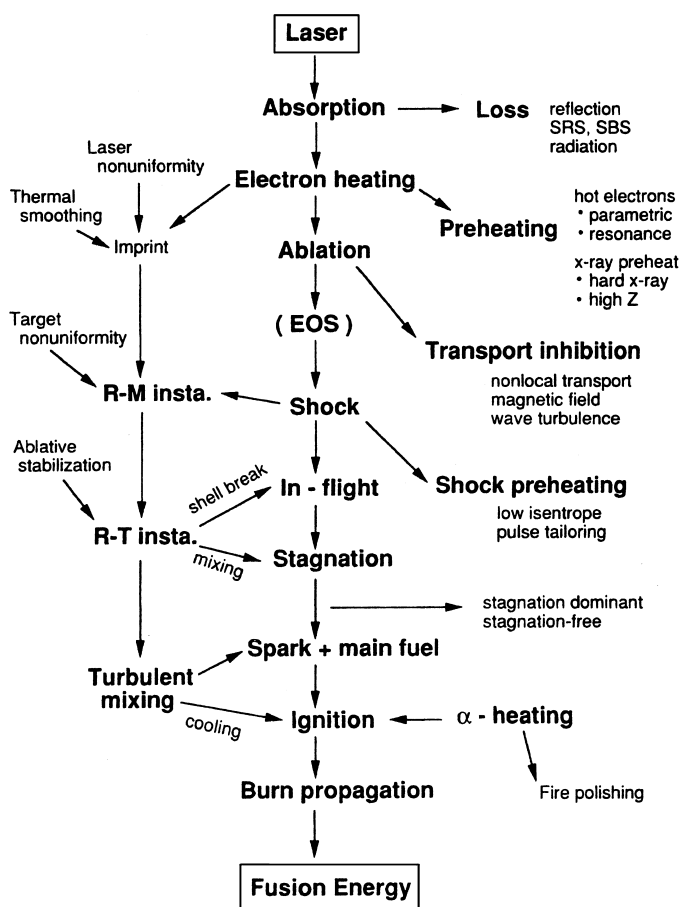 Laser
Absorption
Loss
reflection
SRS, SBS
radiation
Laser
nonuniformity
Electron heating
Thermal
smoothing
Imprint
Preheating
hot electrons
• parametric
• resonance
x-ray preheat
• hard x-ray
• high Z
Ablation
( EOS )
Target
nonuniformity
Transport inhibition
nonlocal transport
magnetic field
wave turbulence
R-M insta.
Shock
Ablative
stabilization
shell break
In - flight
Shock preheating
low isentrope
pulse tailoring
R-T insta.
mixing
Stagnation
stagnation dominant
stagnation-free
Spark + main fuel
Turbulent
mixing
cooling
Ignition
α - heating
Burn propagation
Fire polishing
Fusion Energy